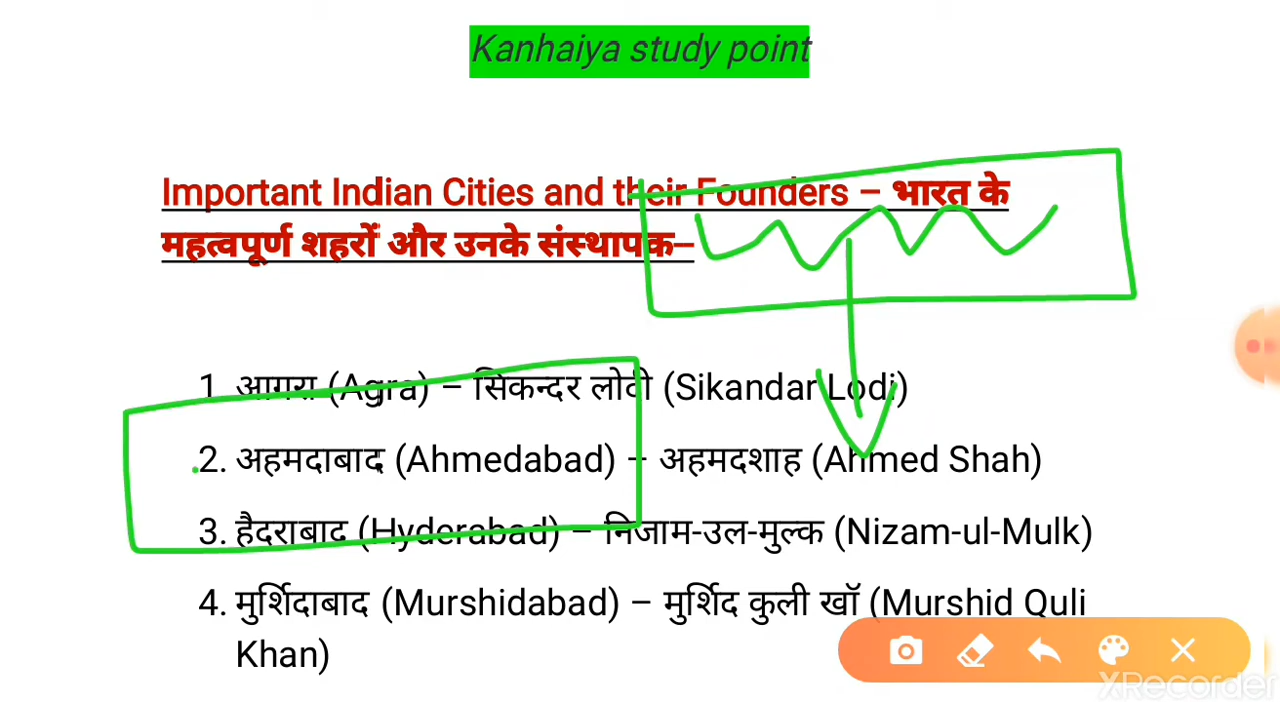 Kanhaiya study point
Important Indian Cities and their Founders – भारत के
महत्वपूर्ण शहरों और उनके संस्थापक–
1. आगरा (Agra) – सिकन्दर लोदी (Sikandar Lodi)
2. अहमदाबाद (Ahmedabad) – अहमदशाह (Ahmed Shah)
3. हैदराबाद (Hyderabad) – निजाम-उल-मुल्क (Nizam-ul-Mulk)
4. मुर्शिदाबाद (Murshidabad) – मुर्शिद कुली खॉ (Murshid Quli
Khan)
XRecorder